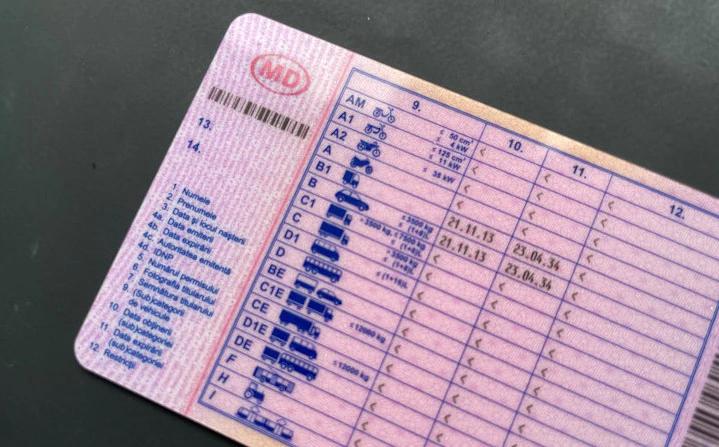 MD
13.
14.
1. Numele
2. Prenumele
3. Data și locul nașterii
4a. Data emiterii
4b. Data expirării
4c. Autoritatea emitentă
4d. IDNP
5. Numărul permisului
6. Fotografia titularului
7. Semnătura titularului
9. (Sub)categorii
de vehicule
10. Data obținerii
(sub)categoriei
11. Data expirării
(sub)categoriei
12. Restricții
9. 10. 11. 12.
AM ≤ 50 cm³
≤ 4 kW
A1 ≤ 125 cm³
≤ 11 kW
A2 ≤ 35 kW
A
B1
B ≤ 3500 kg
≤ (1+8) 21.11.13 23.04.34
C1 > 3500 kg, ≤ 7500 kg 21.11.13 23.04.34
C
D1
D
BE
C1E ≤ 12000 kg
CE
D1E ≤ 12000 kg
DE
F
H
I